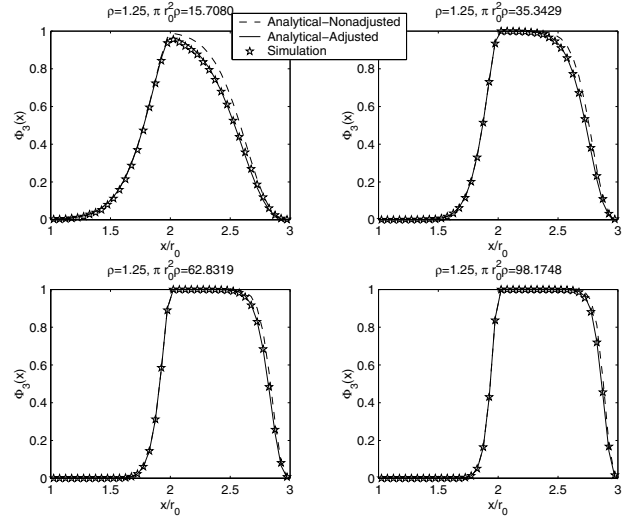 ρ=1.25, π r₀²ρ=15.7080
ρ=1.25, π r₀²ρ=35.3429
Analytical-Nonadjusted
Analytical-Adjusted
Simulation
Φ₃(x)
1
0.8
0.6
0.4
0.2
0
1 1.5 2 2.5 3
x/r₀
Φ₃(x)
1
0.8
0.6
0.4
0.2
0
1 1.5 2 2.5 3
x/r₀
ρ=1.25, π r₀²ρ=62.8319
ρ=1.25, π r₀²ρ=98.1748
Φ₃(x)
1
0.8
0.6
0.4
0.2
0
1 1.5 2 2.5 3
x/r₀
Φ₃(x)
1
0.8
0.6
0.4
0.2
0
1 1.5 2 2.5 3
x/r₀